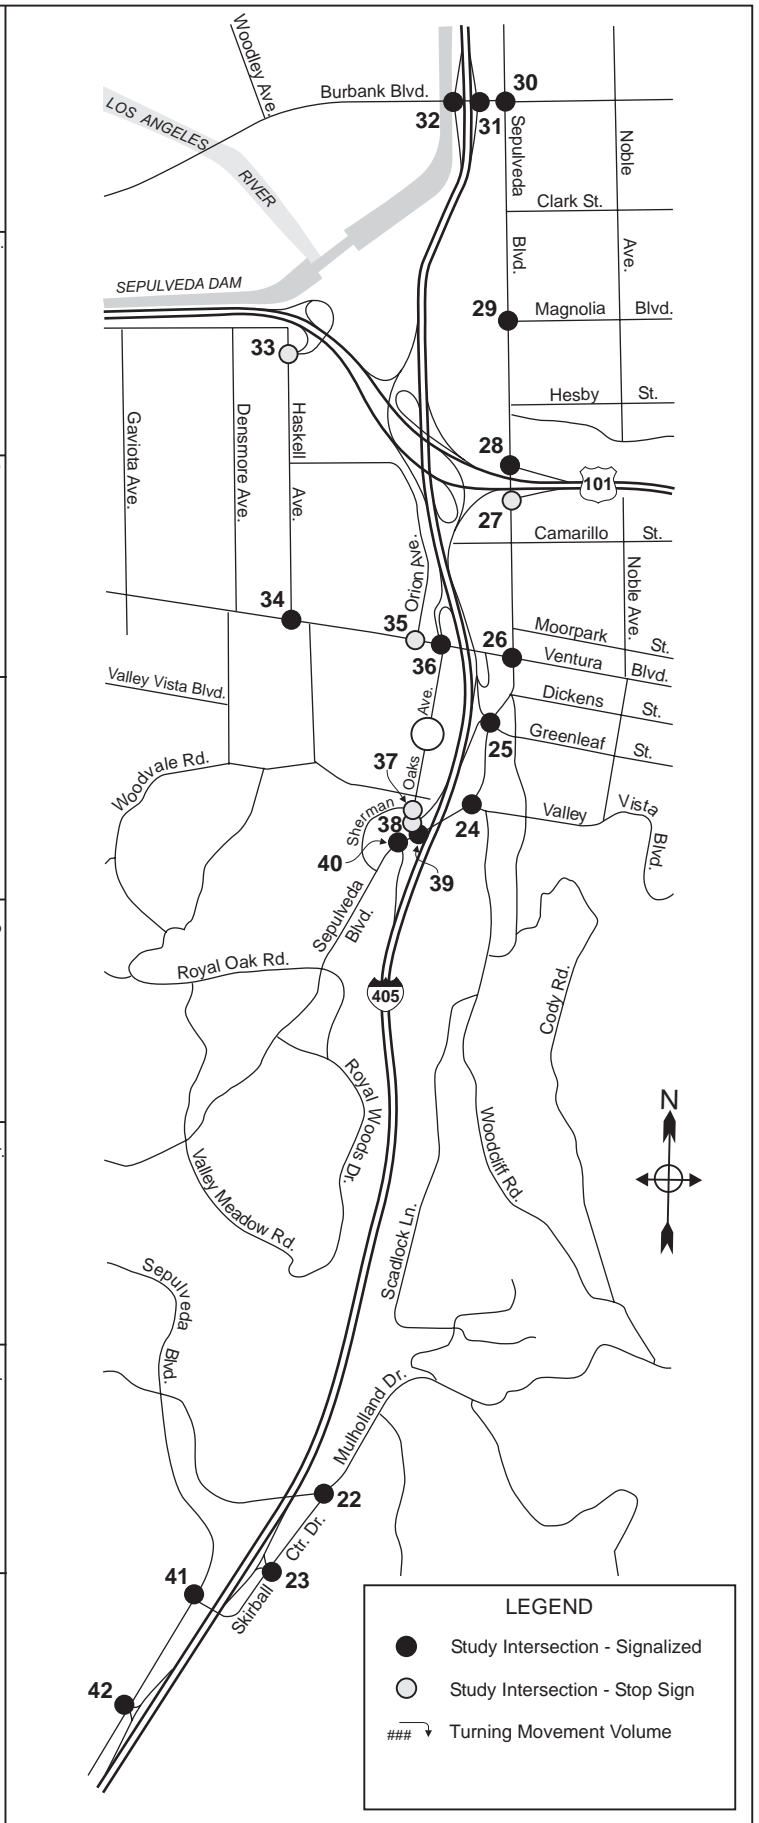 Woodley Ave.
Burbank Blvd.
30
32
31
LOS ANGELES
RIVER
Sepulveda
Blvd.
Noble
Ave.
Clark St.
SEPULVEDA DAM
29
Magnolia Blvd.
33
Hesby St.
Gaviota Ave.
Densmore Ave.
Haskell
Ave.
28
101
27
Camarillo St.
Orion Ave.
Noble Ave.
34
35
36
26
Moorpark St.
Ventura Blvd.
Valley Vista Blvd.
Dickens St.
Ave.
25
Greenleaf St.
Woodvale Rd.
37
Oaks
Sherman
38
24
Valley Vista Blvd.
40
39
Sepulveda
Blvd.
Royal Oak Rd.
405
Cody Rd.
Royal Woods Dr.
N
Woodcliff Rd.
Valley Meadow Rd.
Scadlock Ln.
Sepulveda
Blvd.
Mulholland Dr.
22
Ctr. Dr.
Skirball
23
41
42
LEGEND
Study Intersection - Signalized
Study Intersection - Stop Sign
### Turning Movement Volume